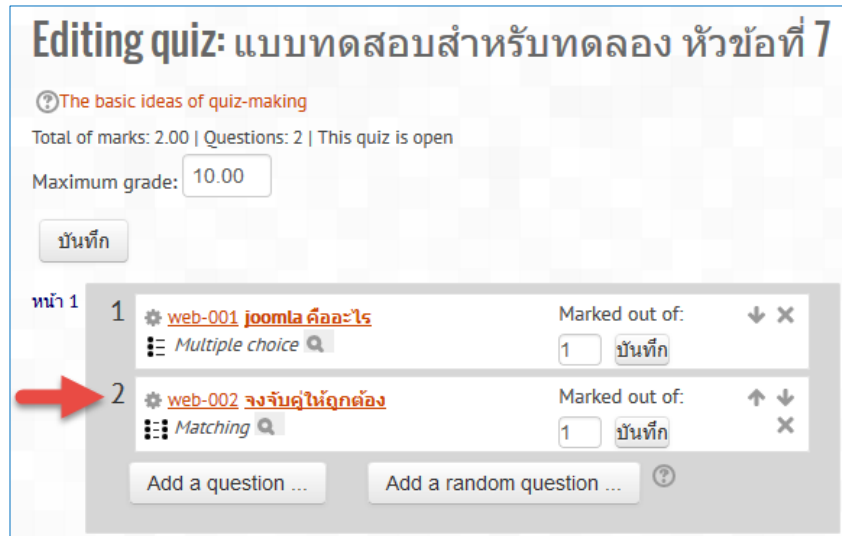 Editing quiz: แบบทดสอบสำหรับทดลอง หัวข้อที่ 7
The basic ideas of quiz-making
Total of marks: 2.00 | Questions: 2 | This quiz is open
Maximum grade: 10.00
บันทึก
หน้า 1
1 web-001 joomla คืออะไร Marked out of:
Multiple choice 1 บันทึก
2 web-002 จงจับคู่ให้ถูกต้อง Marked out of:
Matching 1 บันทึก
Add a question ... Add a random question ...